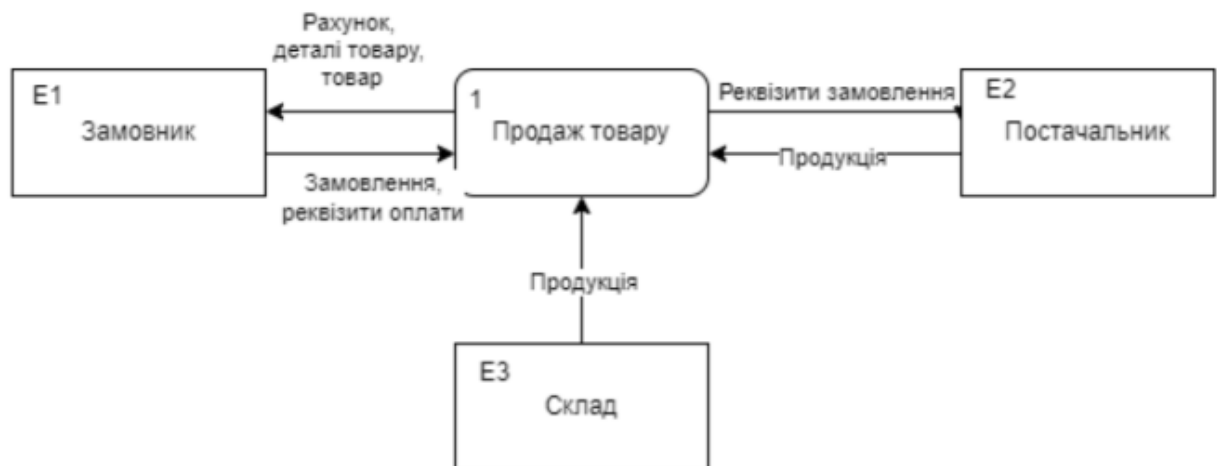 Рахунок,
деталі товару,
товар
E1
Замовник
1
Продаж товару
Реквізити замовлення
E2
Постачальник
Продукція
Замовлення,
реквізити оплати
Продукція
E3
Склад